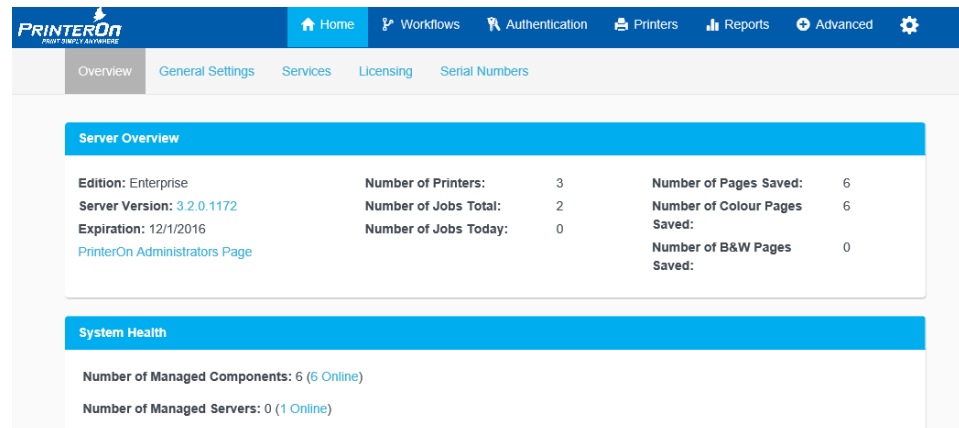 PRINTERON
PRINT SIMPLY ANYWHERE
Home Workflows Authentication Printers Reports Advanced
Overview General Settings Services Licensing Serial Numbers
Server Overview
Edition: Enterprise
Server Version: 3.2.0.1172
Expiration: 12/1/2016
PrinterOn Administrators Page
Number of Printers: 3
Number of Jobs Total: 2
Number of Jobs Today: 0
Number of Pages Saved: 6
Number of Colour Pages 6
Saved:
Number of B&W Pages 0
Saved:
System Health
Number of Managed Components: 6 (6 Online)
Number of Managed Servers: 0 (1 Online)